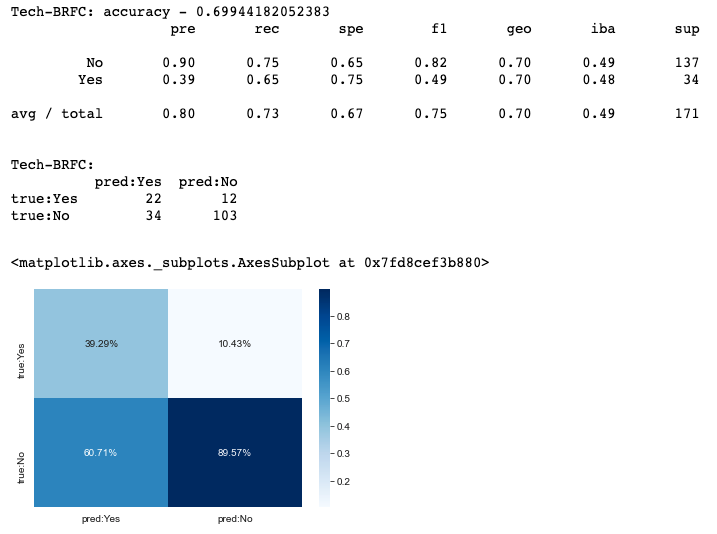 Tech-BRFC: accuracy - 0.69944182052383
pre rec spe f1 geo iba sup
No 0.90 0.75 0.65 0.82 0.70 0.49 137
Yes 0.39 0.65 0.75 0.49 0.70 0.48 34
avg / total 0.80 0.73 0.67 0.75 0.70 0.49 171
Tech-BRFC:
pred:Yes pred:No
true:Yes 22 12
true:No 34 103
<matplotlib.axes._subplots.AxesSubplot at 0x7fd8cef3b880>
true:Yes 39.29% 10.43%
true:No 60.71% 89.57%
pred:Yes pred:No
0.8
0.7
0.6
0.5
0.4
0.3
0.2